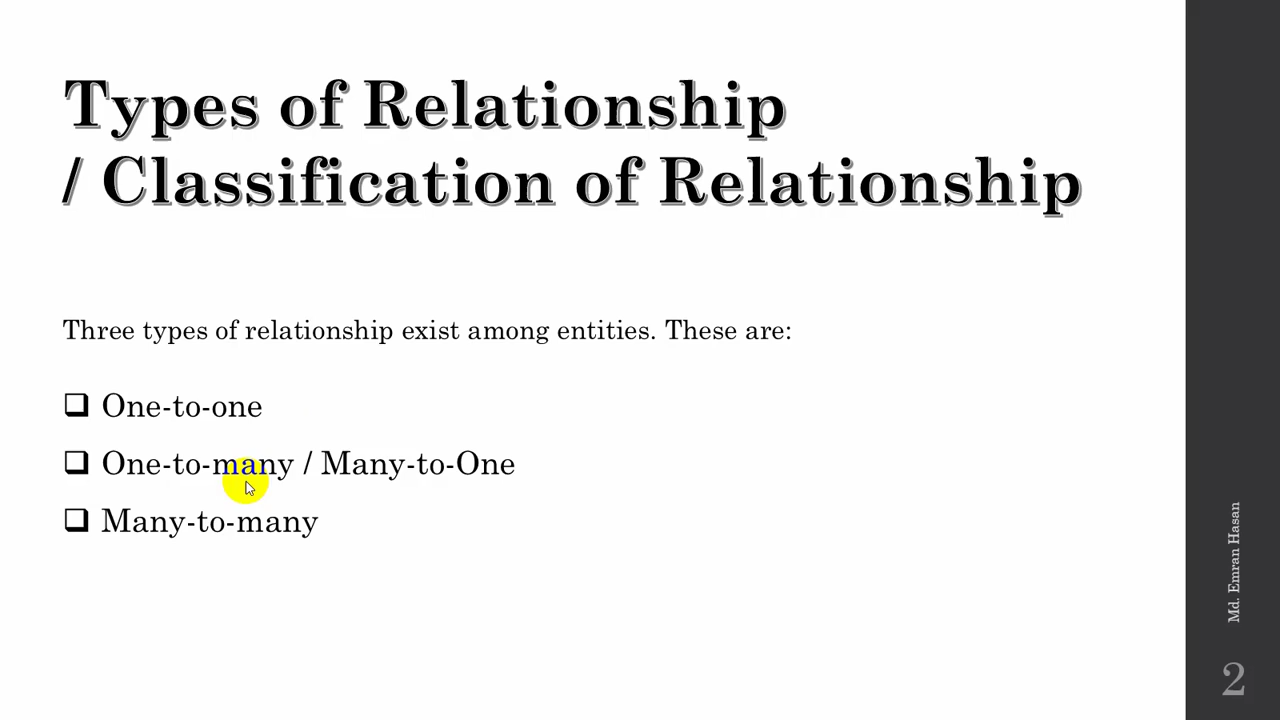 Types of Relationship
/ Classification of Relationship
Three types of relationship exist among entities. These are:
❑ One-to-one
❑ One-to-many / Many-to-One
❑ Many-to-many
Md. Emran Hasan
2